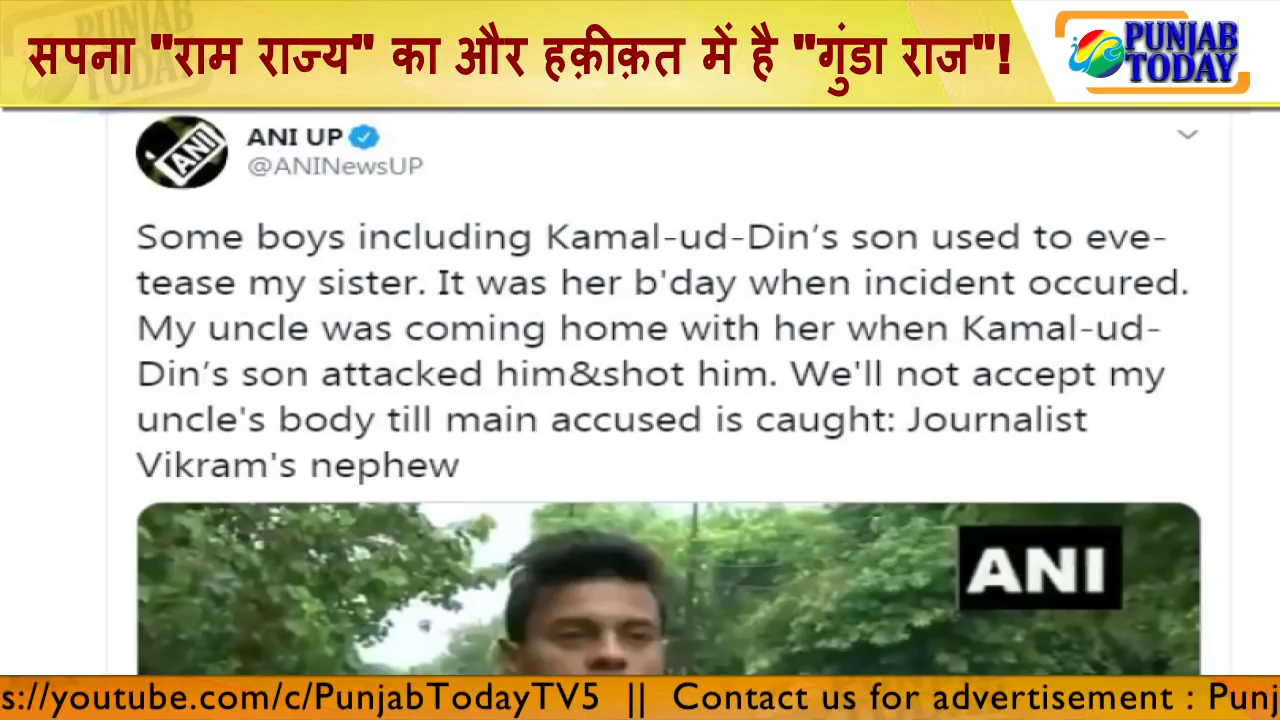 सपना "राम राज्य" का और हक़ीक़त में है "गुंडा राज"!
PUNJAB
TODAY
ANI
ANI UP
@ANINewsUP
Some boys including Kamal-ud-Din’s son used to eve-
tease my sister. It was her b'day when incident occured.
My uncle was coming home with her when Kamal-ud-
Din’s son attacked him&shot him. We'll not accept my
uncle's body till main accused is caught: Journalist
Vikram's nephew
ANI
s://youtube.com/c/PunjabTodayTV5 || Contact us for advertisement : Punj